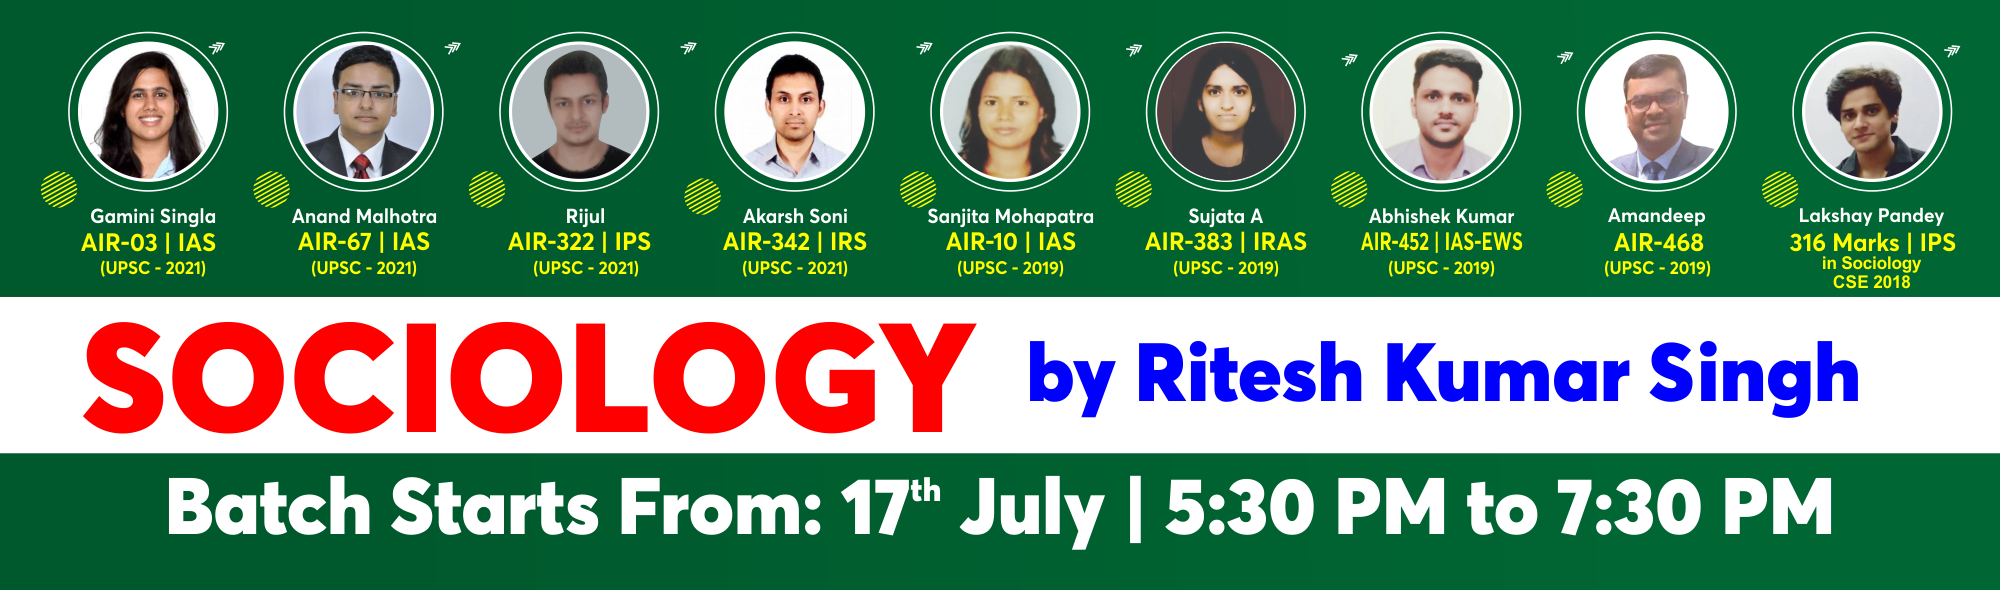 Gamini Singla
AIR-03 | IAS
(UPSC - 2021)
Anand Malhotra
AIR-67 | IAS
(UPSC - 2021)
Rijul
AIR-322 | IPS
(UPSC - 2021)
Akarsh Soni
AIR-342 | IRS
(UPSC - 2021)
Sanjita Mohapatra
AIR-10 | IAS
(UPSC - 2019)
Sujata A
AIR-383 | IRAS
(UPSC - 2019)
Abhishek Kumar
AIR-452 | IAS-EWS
(UPSC - 2019)
Amandeep
AIR-468
(UPSC - 2019)
Lakshay Pandey
316 Marks | IPS
in Sociology
CSE 2018
SOCIOLOGY by Ritesh Kumar Singh
Batch Starts From: 17th July | 5:30 PM to 7:30 PM